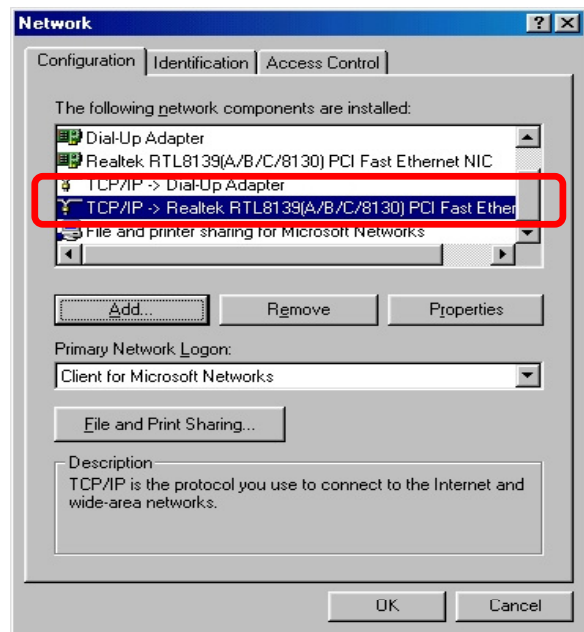 Network
Configuration Identification Access Control
The following network components are installed:
Dial-Up Adapter
Realtek RTL8139(A/B/C/8130) PCI Fast Ethernet NIC
TCP/IP -> Dial-Up Adapter
TCP/IP -> Realtek RTL8139(A/B/C/8130) PCI Fast Ether
File and printer sharing for Microsoft Networks
Add... Remove Properties
Primary Network Logon:
Client for Microsoft Networks
File and Print Sharing...
Description
TCP/IP is the protocol you use to connect to the Internet and
wide-area networks.
OK Cancel